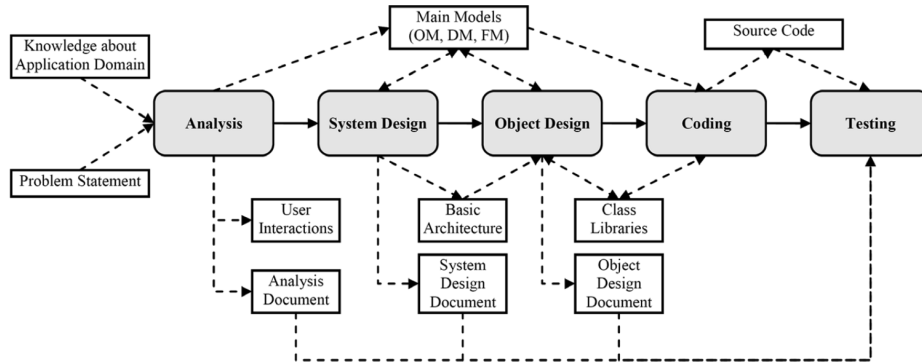 Main Models
(OM, DM, FM)
Source Code
Knowledge about
Application Domain
Analysis
System Design
Object Design
Coding
Testing
Problem Statement
User
Interactions
Basic
Architecture
Class
Libraries
Analysis
Document
System
Design
Document
Object
Design
Document